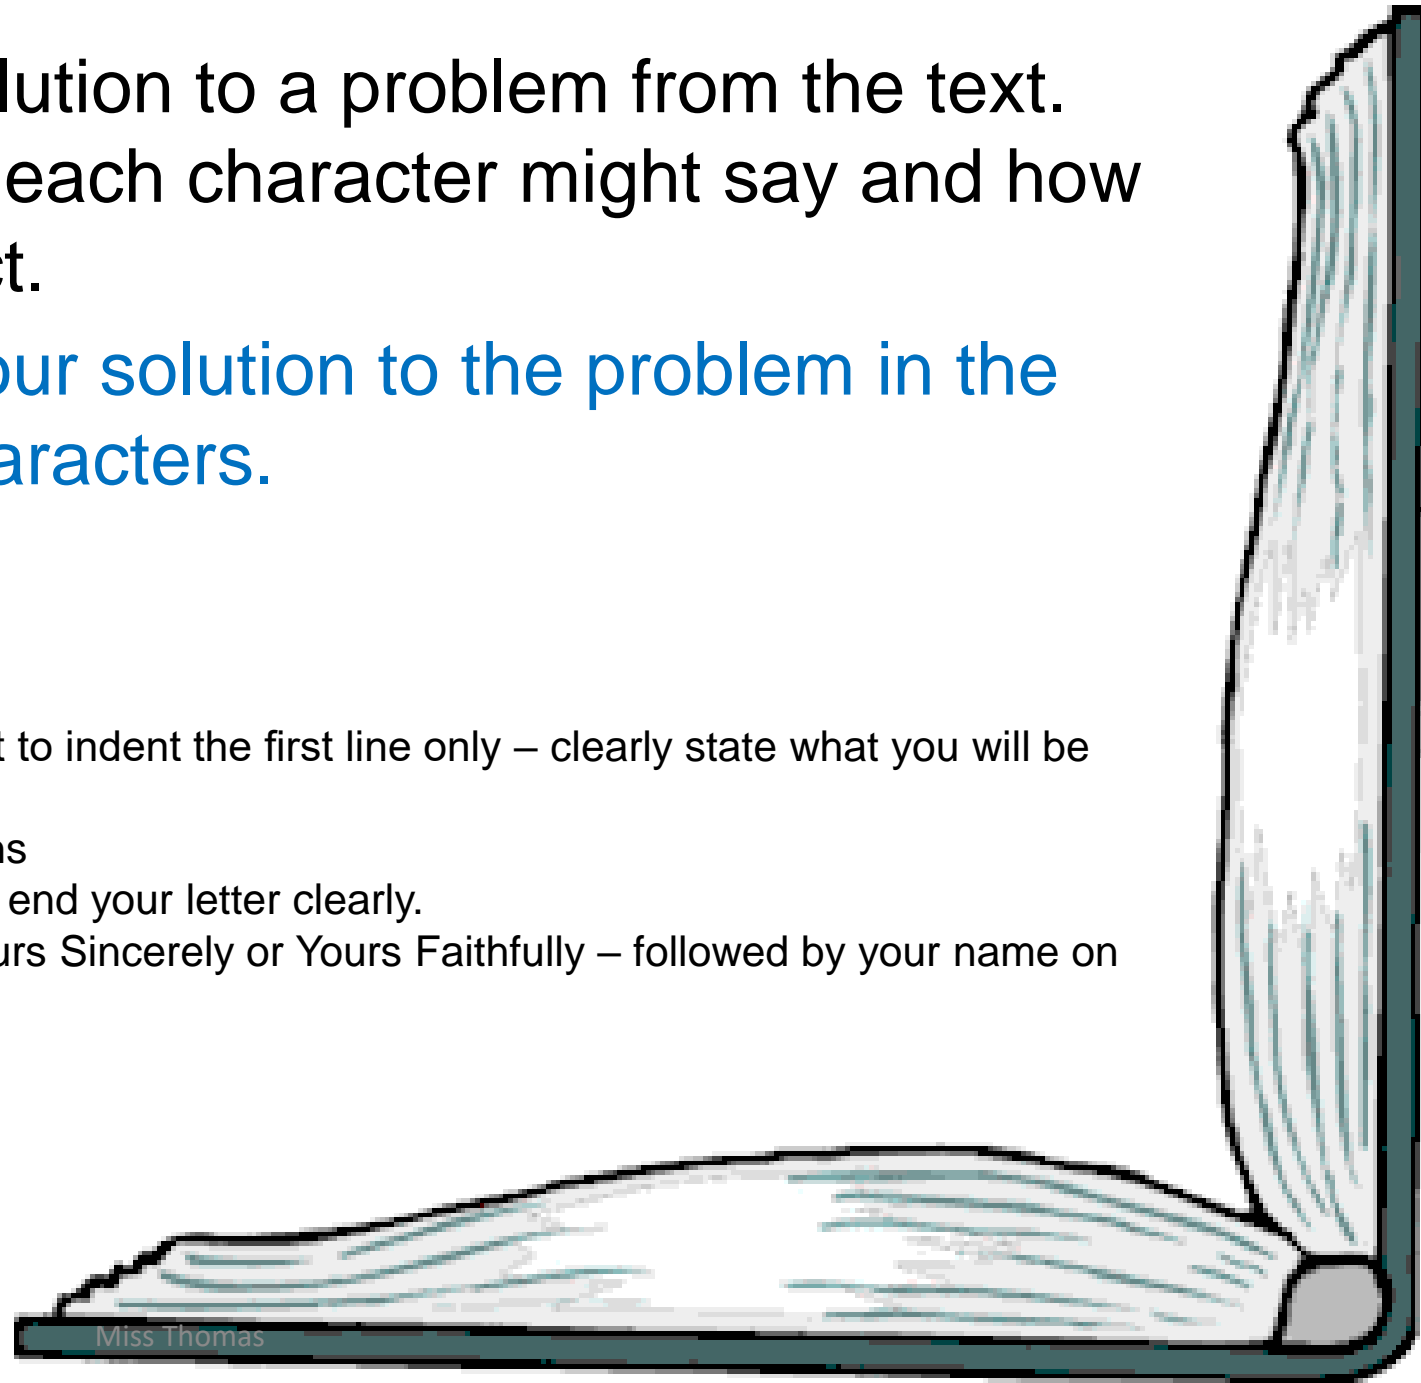 lution to a problem from the text.
each character might say and how
ct.
our solution to the problem in the
aracters.
t to indent the first line only – clearly state what you will be
ns
end your letter clearly.
urs Sincerely or Yours Faithfully – followed by your name on
Miss Thomas